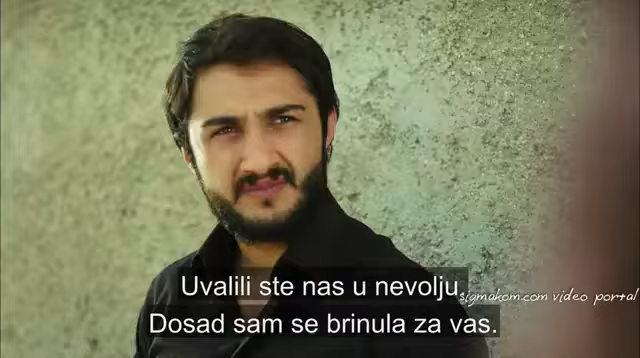 Uvalili ste nas u nevolju.
sigmakom.com video portal
Dosad sam se brinula za vas.